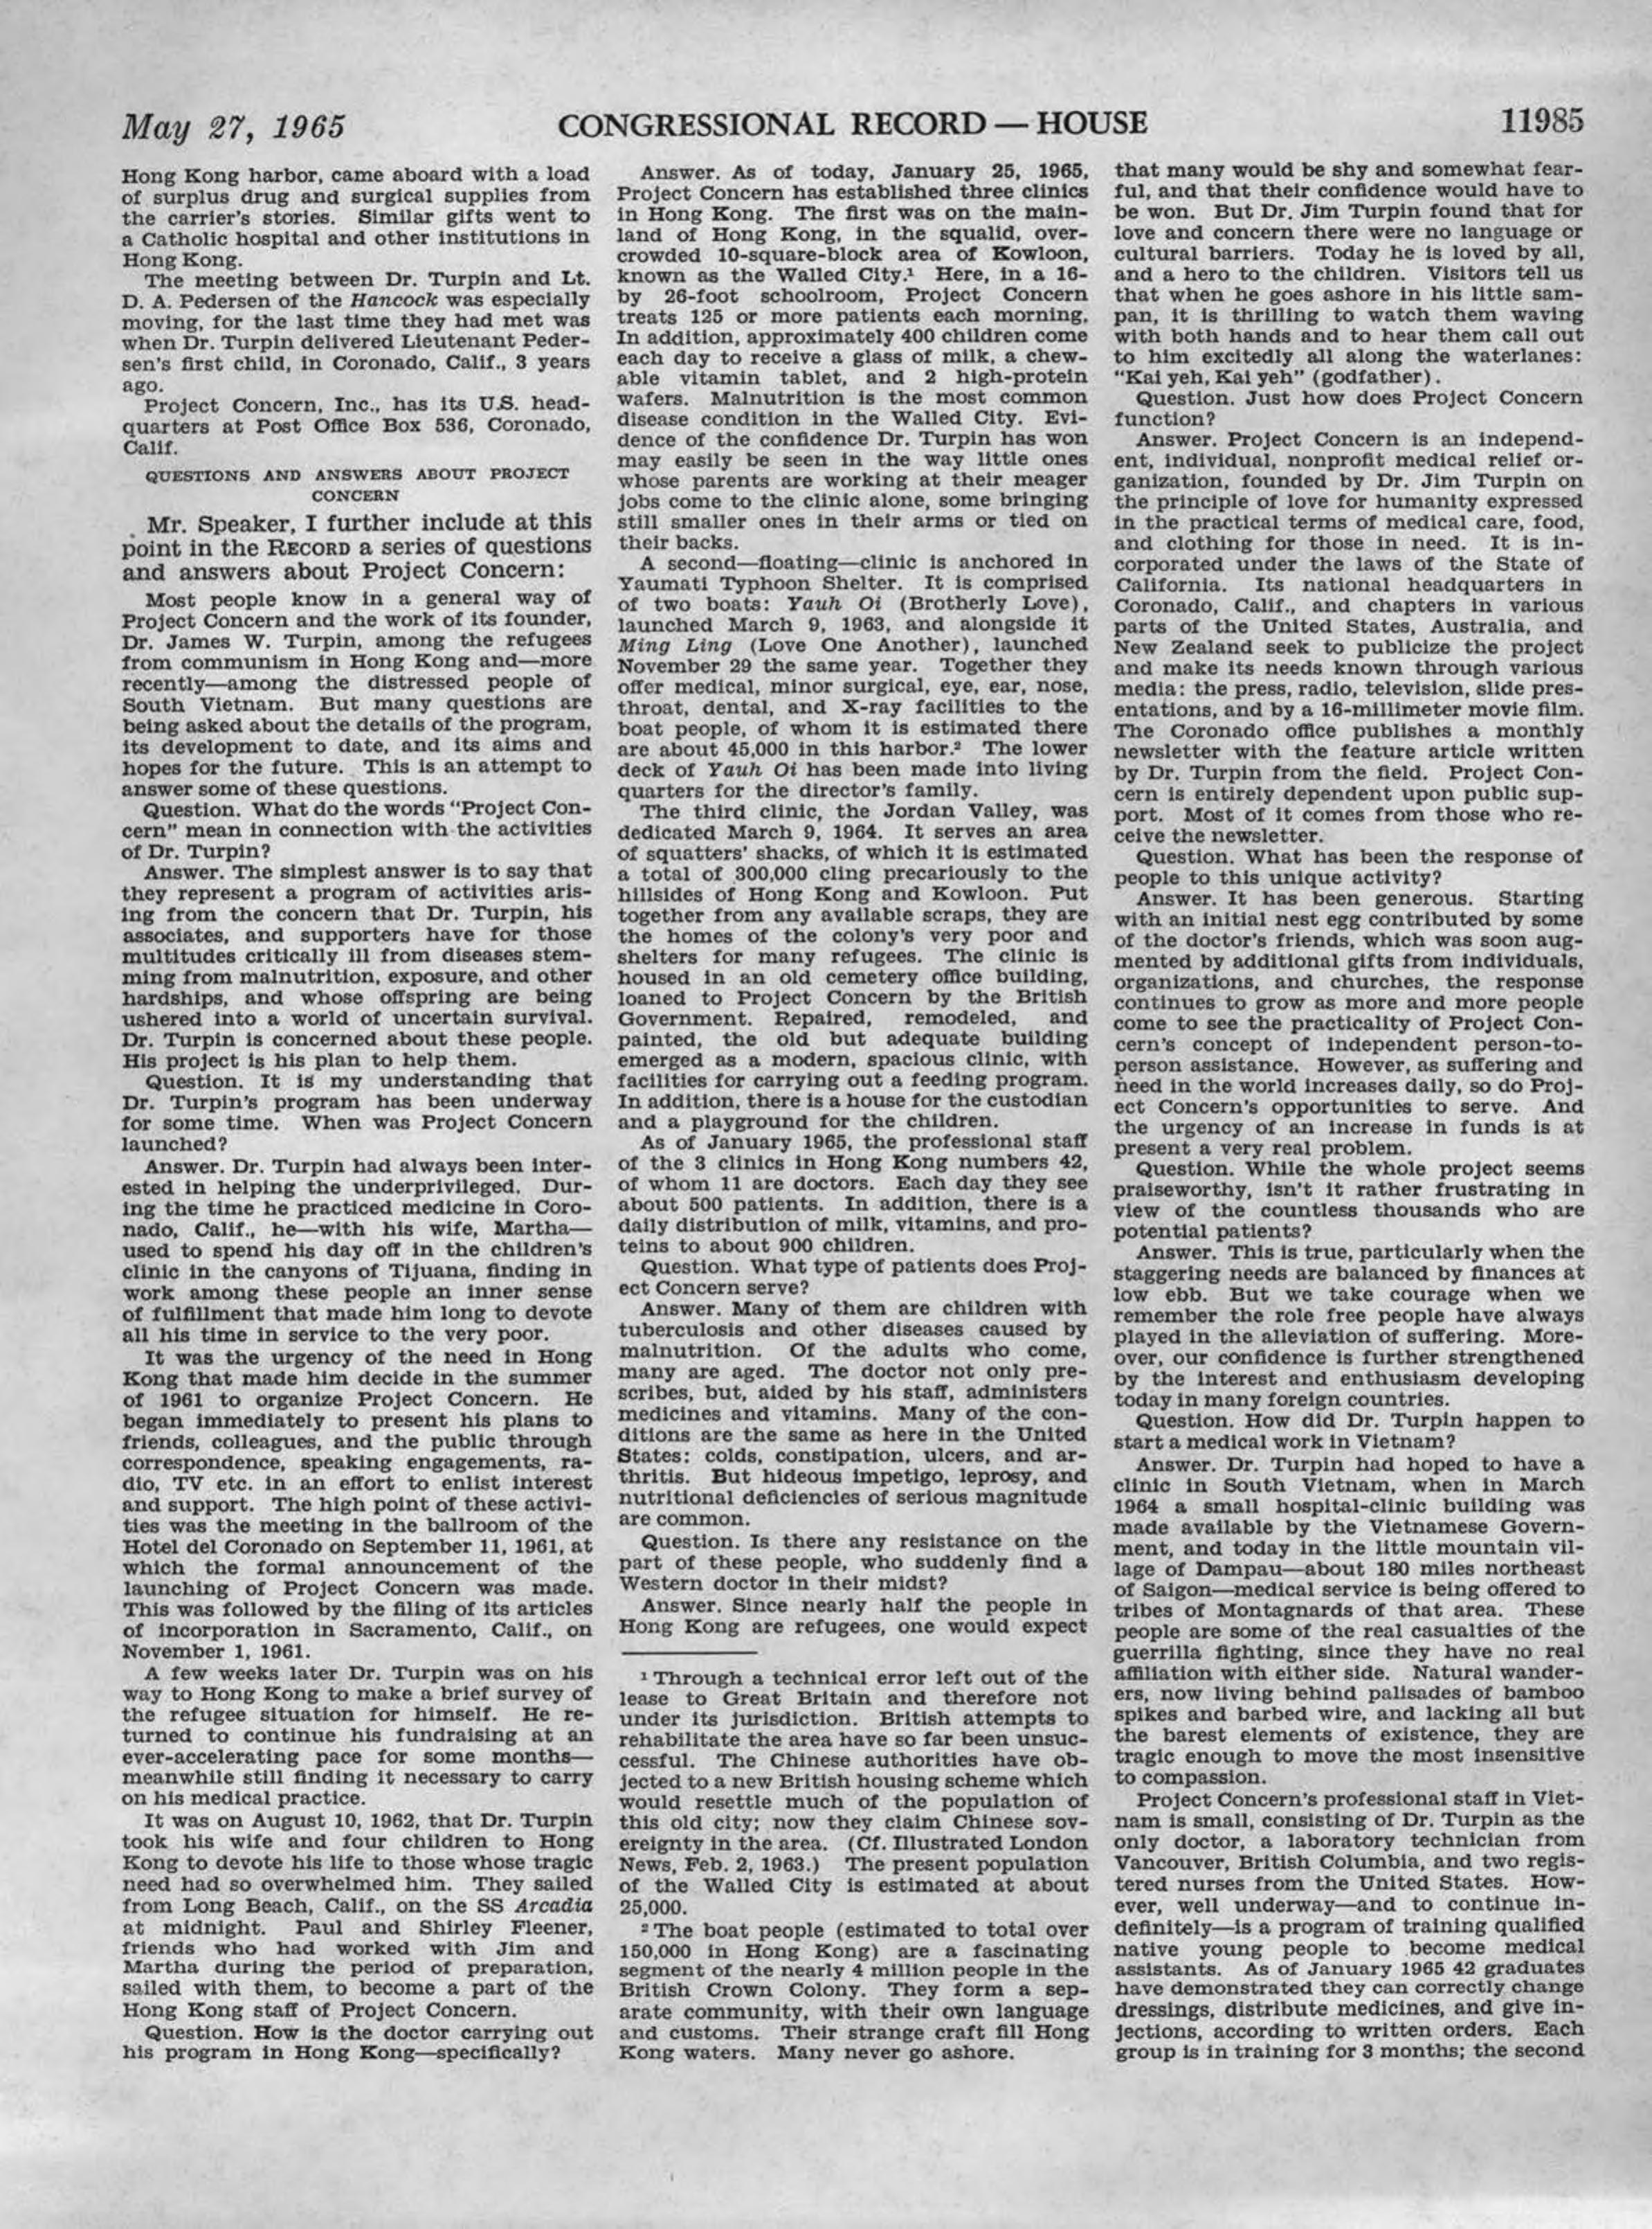 May 27, 1965
CONGRESSIONAL RECORD — HOUSE
11985
Hong Kong harbor, came aboard with a load
of surplus drug and surgical supplies from
the carrier's stories. Similar gifts went to
a Catholic hospital and other institutions in
Hong Kong.
The meeting between Dr. Turpin and Lt.
D. A. Pedersen of the Hancock was especially
moving, for the last time they had met was
when Dr. Turpin delivered Lieutenant Peder-
sen's first child, in Coronado, Calif., 3 years
ago.
Project Concern, Inc., has its U.S. head-
quarters at Post Office Box 536, Coronado,
Calif.
QUESTIONS AND ANSWERS ABOUT PROJECT
CONCERN
Mr. Speaker, I further include at this
point in the RECORD a series of questions
and answers about Project Concern:
Most people know in a general way of
Project Concern and the work of its founder,
Dr. James W. Turpin, among the refugees
from communism in Hong Kong and—more
recently—among the distressed people of
South Vietnam. But many questions are
being asked about the details of the program,
its development to date, and its aims and
hopes for the future. This is an attempt to
answer some of these questions.
Question. What do the words "Project Con-
cern" mean in connection with the activities
of Dr. Turpin?
Answer. The simplest answer is to say that
they represent a program of activities aris-
ing from the concern that Dr. Turpin, his
associates, and supporters have for those
multitudes critically ill from diseases stem-
ming from malnutrition, exposure, and other
hardships, and whose offspring are being
ushered into a world of uncertain survival.
Dr. Turpin is concerned about these people.
His project is his plan to help them.
Question. It is my understanding that
Dr. Turpin's program has been underway
for some time. When was Project Concern
launched?
Answer. Dr. Turpin had always been inter-
ested in helping the underprivileged. Dur-
ing the time he practiced medicine in Coro-
nado, Calif., he—with his wife, Martha—
used to spend his day off in the children's
clinic in the canyons of Tijuana, finding in
work among these people an inner sense
of fulfillment that made him long to devote
all his time in service to the very poor.
It was the urgency of the need in Hong
Kong that made him decide in the summer
of 1961 to organize Project Concern. He
began immediately to present his plans to
friends, colleagues, and the public through
correspondence, speaking engagements, ra-
dio, TV etc. in an effort to enlist interest
and support. The high point of these activi-
ties was the meeting in the ballroom of the
Hotel del Coronado on September 11, 1961, at
which the formal announcement of the
launching of Project Concern was made.
This was followed by the filing of its articles
of incorporation in Sacramento, Calif., on
November 1, 1961.
A few weeks later Dr. Turpin was on his
way to Hong Kong to make a brief survey of
the refugee situation for himself. He re-
turned to continue his fundraising at an
ever-accelerating pace for some months—
meanwhile still finding it necessary to carry
on his medical practice.
It was on August 10, 1962, that Dr. Turpin
took his wife and four children to Hong
Kong to devote his life to those whose tragic
need had so overwhelmed him. They sailed
from Long Beach, Calif., on the SS Arcadia
at midnight. Paul and Shirley Fleener,
friends who had worked with Jim and
Martha during the period of preparation,
sailed with them, to become a part of the
Hong Kong staff of Project Concern.
Question. How is the doctor carrying out
his program in Hong Kong—specifically?
Answer. As of today, January 25, 1965,
Project Concern has established three clinics
in Hong Kong. The first was on the main-
land of Hong Kong, in the squalid, over-
crowded 10-square-block area of Kowloon,
known as the Walled City.¹ Here, in a 16-
by 26-foot schoolroom, Project Concern
treats 125 or more patients each morning.
In addition, approximately 400 children come
each day to receive a glass of milk, a chew-
able vitamin tablet, and 2 high-protein
wafers. Malnutrition is the most common
disease condition in the Walled City. Evi-
dence of the confidence Dr. Turpin has won
may easily be seen in the way little ones
whose parents are working at their meager
jobs come to the clinic alone, some bringing
still smaller ones in their arms or tied on
their backs.
A second—floating—clinic is anchored in
Yaumati Typhoon Shelter. It is comprised
of two boats: Yauh Oi (Brotherly Love),
launched March 9, 1963, and alongside it
Ming Ling (Love One Another), launched
November 29 the same year. Together they
offer medical, minor surgical, eye, ear, nose,
throat, dental, and X-ray facilities to the
boat people, of whom it is estimated there
are about 45,000 in this harbor.² The lower
deck of Yauh Oi has been made into living
quarters for the director's family.
The third clinic, the Jordan Valley, was
dedicated March 9, 1964. It serves an area
of squatters' shacks, of which it is estimated
a total of 300,000 cling precariously to the
hillsides of Hong Kong and Kowloon. Put
together from any available scraps, they are
the homes of the colony's very poor and
shelters for many refugees. The clinic is
housed in an old cemetery office building,
loaned to Project Concern by the British
Government. Repaired, remodeled, and
painted, the old but adequate building
emerged as a modern, spacious clinic, with
facilities for carrying out a feeding program.
In addition, there is a house for the custodian
and a playground for the children.
As of January 1965, the professional staff
of the 3 clinics in Hong Kong numbers 42,
of whom 11 are doctors. Each day they see
about 500 patients. In addition, there is a
daily distribution of milk, vitamins, and pro-
teins to about 900 children.
Question. What type of patients does Proj-
ect Concern serve?
Answer. Many of them are children with
tuberculosis and other diseases caused by
malnutrition. Of the adults who come,
many are aged. The doctor not only pre-
scribes, but, aided by his staff, administers
medicines and vitamins. Many of the con-
ditions are the same as here in the United
States: colds, constipation, ulcers, and ar-
thritis. But hideous impetigo, leprosy, and
nutritional deficiencies of serious magnitude
are common.
Question. Is there any resistance on the
part of these people, who suddenly find a
Western doctor in their midst?
Answer. Since nearly half the people in
Hong Kong are refugees, one would expect
¹ Through a technical error left out of the
lease to Great Britain and therefore not
under its jurisdiction. British attempts to
rehabilitate the area have so far been unsuc-
cessful. The Chinese authorities have ob-
jected to a new British housing scheme which
would resettle much of the population of
this old city; now they claim Chinese sov-
ereignty in the area. (Cf. Illustrated London
News, Feb. 2, 1963.) The present population
of the Walled City is estimated at about
25,000.
² The boat people (estimated to total over
150,000 in Hong Kong) are a fascinating
segment of the nearly 4 million people in the
British Crown Colony. They form a sep-
arate community, with their own language
and customs. Their strange craft fill Hong
Kong waters. Many never go ashore.
that many would be shy and somewhat fear-
ful, and that their confidence would have to
be won. But Dr. Jim Turpin found that for
love and concern there were no language or
cultural barriers. Today he is loved by all,
and a hero to the children. Visitors tell us
that when he goes ashore in his little sam-
pan, it is thrilling to watch them waving
with both hands and to hear them call out
to him excitedly all along the waterlanes:
"Kai yeh, Kai yeh" (godfather).
Question. Just how does Project Concern
function?
Answer. Project Concern is an independ-
ent, individual, nonprofit medical relief or-
ganization, founded by Dr. Jim Turpin on
the principle of love for humanity expressed
in the practical terms of medical care, food,
and clothing for those in need. It is in-
corporated under the laws of the State of
California. Its national headquarters in
Coronado, Calif., and chapters in various
parts of the United States, Australia, and
New Zealand seek to publicize the project
and make its needs known through various
media: the press, radio, television, slide pres-
entations, and by a 16-millimeter movie film.
The Coronado office publishes a monthly
newsletter with the feature article written
by Dr. Turpin from the field. Project Con-
cern is entirely dependent upon public sup-
port. Most of it comes from those who re-
ceive the newsletter.
Question. What has been the response of
people to this unique activity?
Answer. It has been generous. Starting
with an initial nest egg contributed by some
of the doctor's friends, which was soon aug-
mented by additional gifts from individuals,
organizations, and churches, the response
continues to grow as more and more people
come to see the practicality of Project Con-
cern's concept of independent person-to-
person assistance. However, as suffering and
need in the world increases daily, so do Proj-
ect Concern's opportunities to serve. And
the urgency of an increase in funds is at
present a very real problem.
Question. While the whole project seems
praiseworthy, isn't it rather frustrating in
view of the countless thousands who are
potential patients?
Answer. This is true, particularly when the
staggering needs are balanced by finances at
low ebb. But we take courage when we
remember the role free people have always
played in the alleviation of suffering. More-
over, our confidence is further strengthened
by the interest and enthusiasm developing
today in many foreign countries.
Question. How did Dr. Turpin happen to
start a medical work in Vietnam?
Answer. Dr. Turpin had hoped to have a
clinic in South Vietnam, when in March
1964 a small hospital-clinic building was
made available by the Vietnamese Govern-
ment, and today in the little mountain vil-
lage of Dampau—about 180 miles northeast
of Saigon—medical service is being offered to
tribes of Montagnards of that area. These
people are some of the real casualties of the
guerrilla fighting, since they have no real
affiliation with either side. Natural wander-
ers, now living behind palisades of bamboo
spikes and barbed wire, and lacking all but
the barest elements of existence, they are
tragic enough to move the most insensitive
to compassion.
Project Concern's professional staff in Viet-
nam is small, consisting of Dr. Turpin as the
only doctor, a laboratory technician from
Vancouver, British Columbia, and two regis-
tered nurses from the United States. How-
ever, well underway—and to continue in-
definitely—is a program of training qualified
native young people to become medical
assistants. As of January 1965 42 graduates
have demonstrated they can correctly change
dressings, distribute medicines, and give in-
jections, according to written orders. Each
group is in training for 3 months; the second